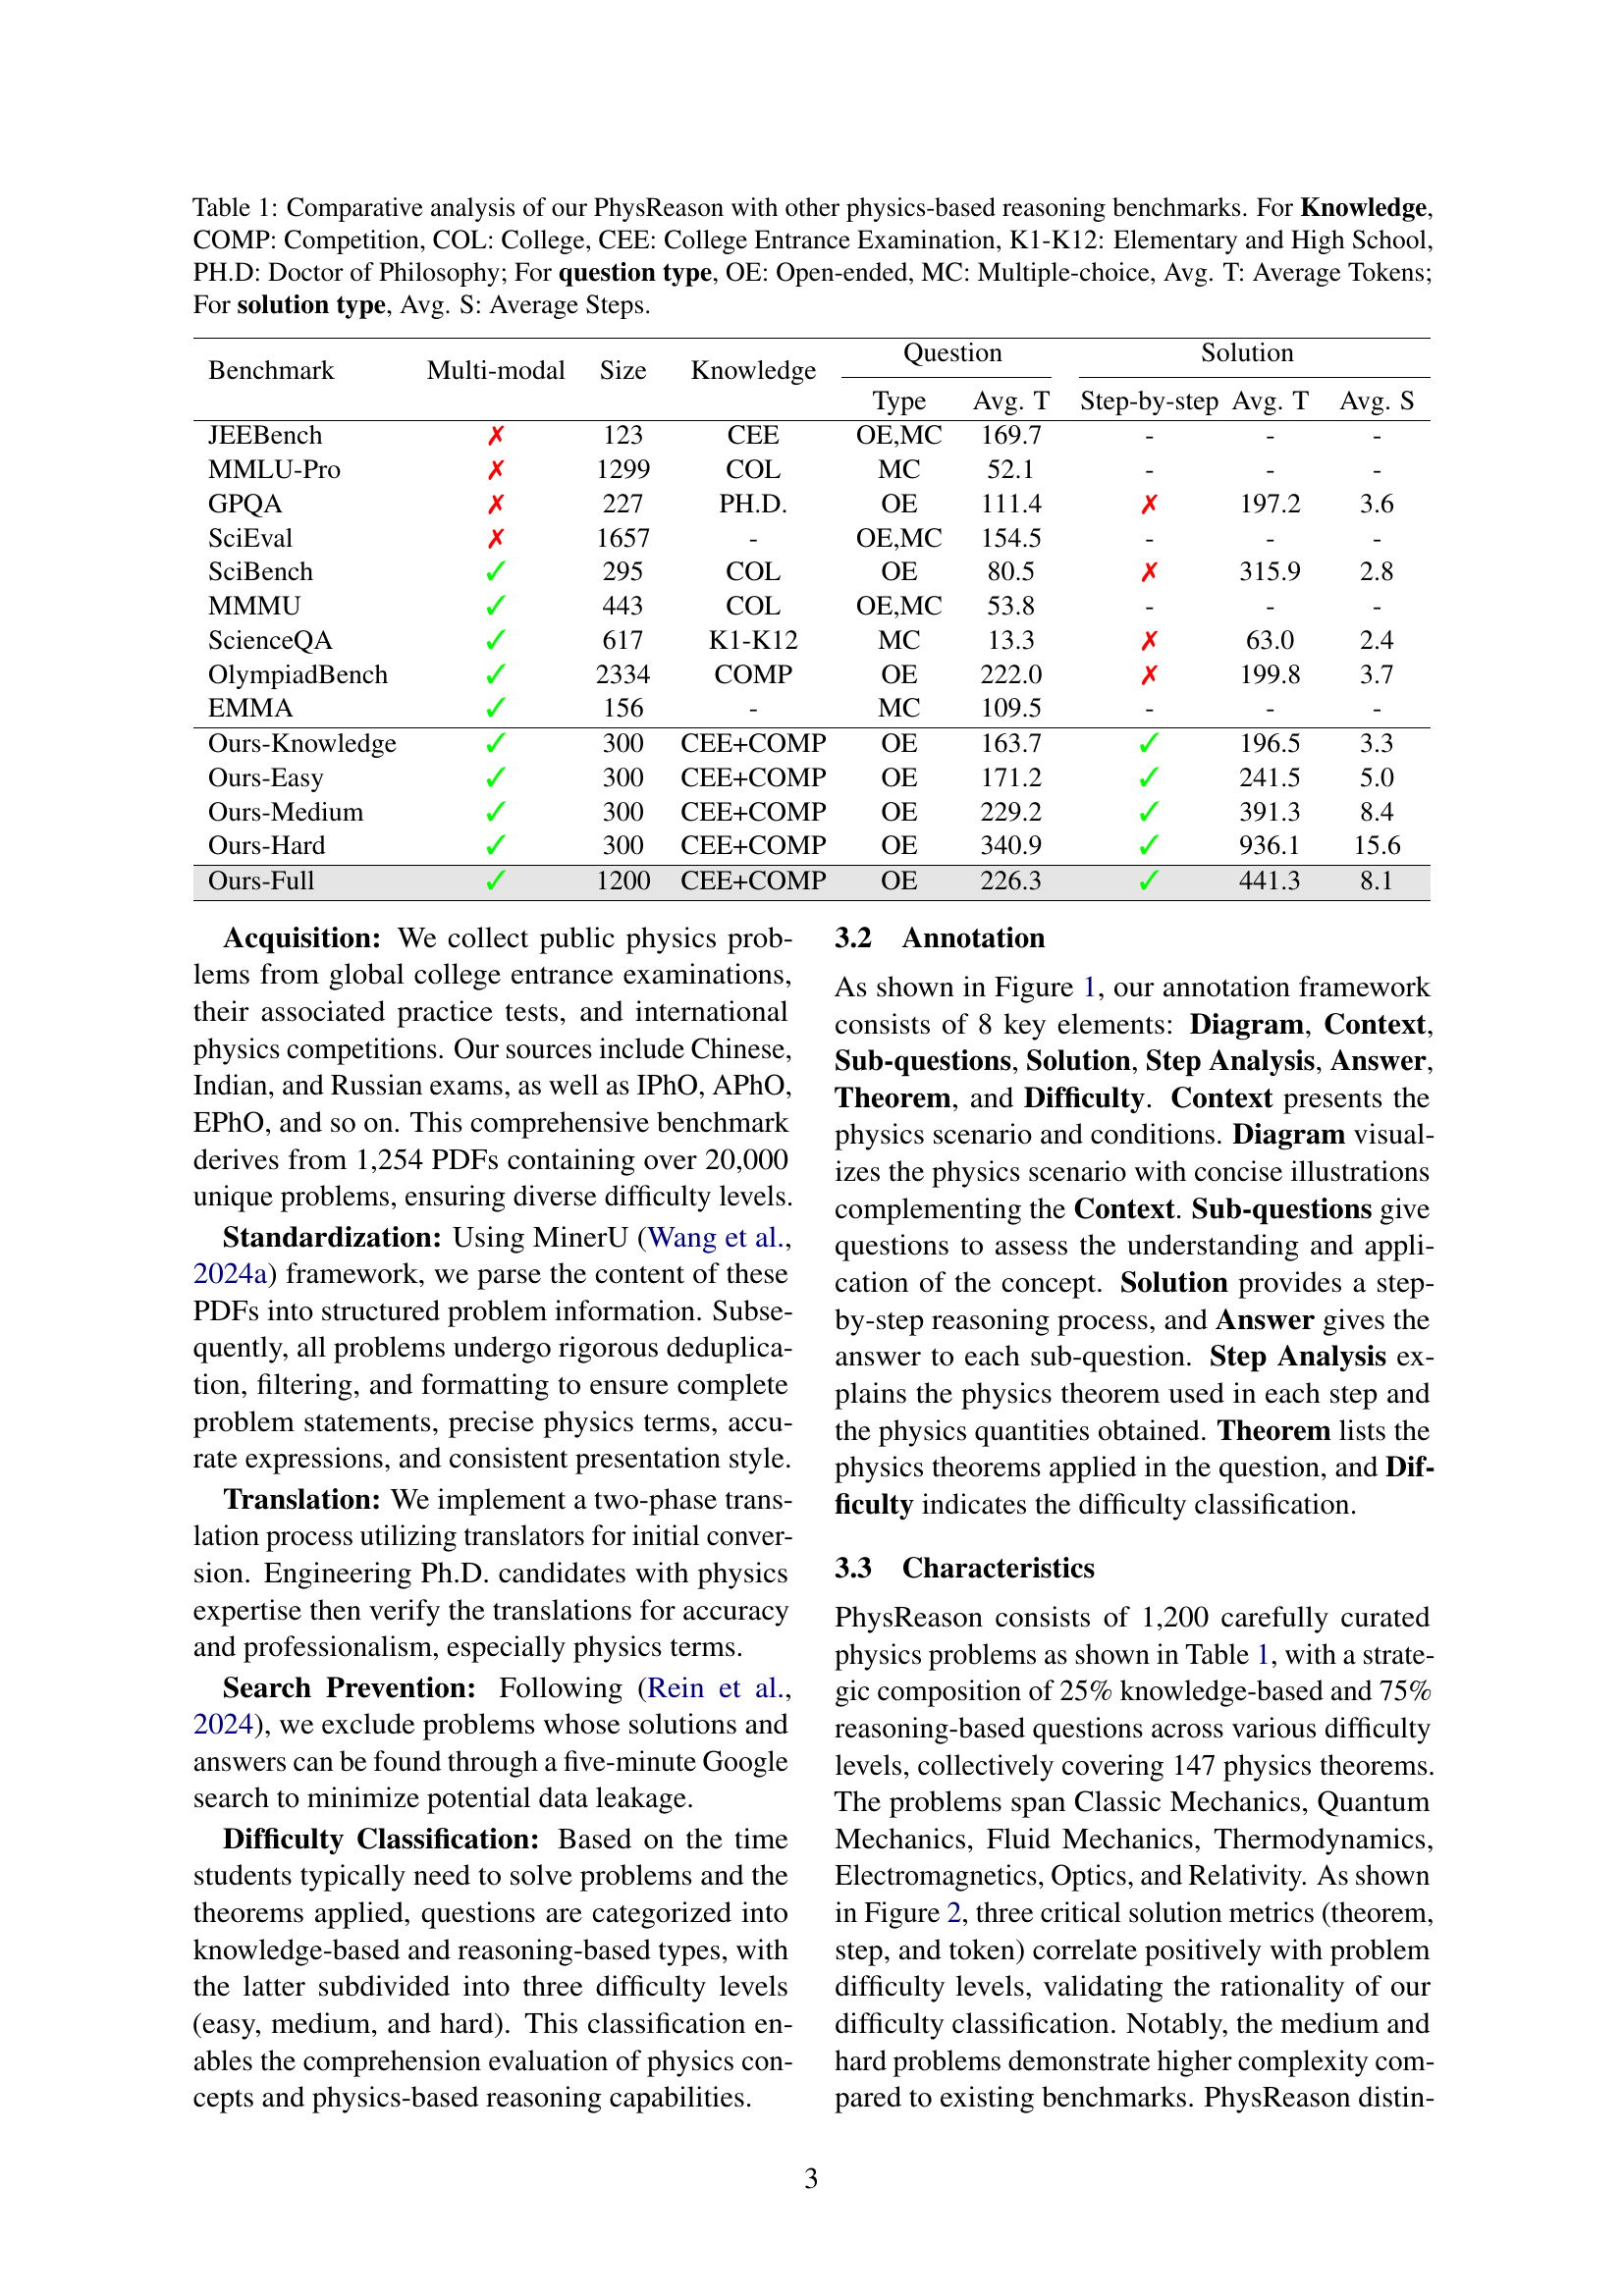 Table 1: Comparative analysis of our PhysReason with other physics-based reasoning benchmarks. For Knowledge,
COMP: Competition, COL: College, CEE: College Entrance Examination, K1-K12: Elementary and High School,
PH.D: Doctor of Philosophy; For question type, OE: Open-ended, MC: Multiple-choice, Avg. T: Average Tokens;
For solution type, Avg. S: Average Steps.
Benchmark Multi-modal Size Knowledge Question Solution
Type Avg. T Step-by-step Avg. T Avg. S
JEEBench ✗ 123 CEE OE,MC 169.7 - - -
MMLU-Pro ✗ 1299 COL MC 52.1 - - -
GPQA ✗ 227 PH.D. OE 111.4 ✗ 197.2 3.6
SciEval ✗ 1657 - OE,MC 154.5 - - -
SciBench ✓ 295 COL OE 80.5 ✗ 315.9 2.8
MMMU ✓ 443 COL OE,MC 53.8 - - -
ScienceQA ✓ 617 K1-K12 MC 13.3 ✗ 63.0 2.4
OlympiadBench ✓ 2334 COMP OE 222.0 ✗ 199.8 3.7
EMMA ✓ 156 - MC 109.5 - - -
Ours-Knowledge ✓ 300 CEE+COMP OE 163.7 ✓ 196.5 3.3
Ours-Easy ✓ 300 CEE+COMP OE 171.2 ✓ 241.5 5.0
Ours-Medium ✓ 300 CEE+COMP OE 229.2 ✓ 391.3 8.4
Ours-Hard ✓ 300 CEE+COMP OE 340.9 ✓ 936.1 15.6
Ours-Full ✓ 1200 CEE+COMP OE 226.3 ✓ 441.3 8.1
Acquisition: We collect public physics prob-
lems from global college entrance examinations,
their associated practice tests, and international
physics competitions. Our sources include Chinese,
Indian, and Russian exams, as well as IPhO, APhO,
EPhO, and so on. This comprehensive benchmark
derives from 1,254 PDFs containing over 20,000
unique problems, ensuring diverse difficulty levels.
Standardization: Using MinerU (Wang et al.,
2024a) framework, we parse the content of these
PDFs into structured problem information. Subse-
quently, all problems undergo rigorous deduplica-
tion, filtering, and formatting to ensure complete
problem statements, precise physics terms, accu-
rate expressions, and consistent presentation style.
Translation: We implement a two-phase trans-
lation process utilizing translators for initial conver-
sion. Engineering Ph.D. candidates with physics
expertise then verify the translations for accuracy
and professionalism, especially physics terms.
Search Prevention: Following (Rein et al.,
2024), we exclude problems whose solutions and
answers can be found through a five-minute Google
search to minimize potential data leakage.
Difficulty Classification: Based on the time
students typically need to solve problems and the
theorems applied, questions are categorized into
knowledge-based and reasoning-based types, with
the latter subdivided into three difficulty levels
(easy, medium, and hard). This classification en-
ables the comprehension evaluation of physics con-
cepts and physics-based reasoning capabilities.
3.2 Annotation
As shown in Figure 1, our annotation framework
consists of 8 key elements: Diagram, Context,
Sub-questions, Solution, Step Analysis, Answer,
Theorem, and Difficulty. Context presents the
physics scenario and conditions. Diagram visual-
izes the physics scenario with concise illustrations
complementing the Context. Sub-questions give
questions to assess the understanding and appli-
cation of the concept. Solution provides a step-
by-step reasoning process, and Answer gives the
answer to each sub-question. Step Analysis ex-
plains the physics theorem used in each step and
the physics quantities obtained. Theorem lists the
physics theorems applied in the question, and Dif-
ficulty indicates the difficulty classification.
3.3 Characteristics
PhysReason consists of 1,200 carefully curated
physics problems as shown in Table 1, with a strate-
gic composition of 25% knowledge-based and 75%
reasoning-based questions across various difficulty
levels, collectively covering 147 physics theorems.
The problems span Classic Mechanics, Quantum
Mechanics, Fluid Mechanics, Thermodynamics,
Electromagnetics, Optics, and Relativity. As shown
in Figure 2, three critical solution metrics (theorem,
step, and token) correlate positively with problem
difficulty levels, validating the rationality of our
difficulty classification. Notably, the medium and
hard problems demonstrate higher complexity com-
pared to existing benchmarks. PhysReason distin-
3